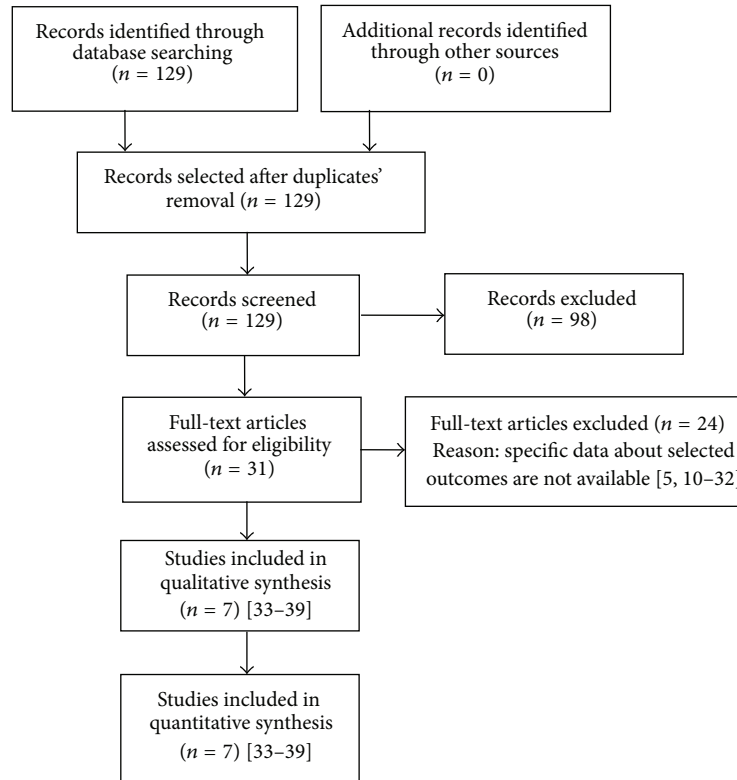 Records identified through
database searching
(n = 129)
Additional records identified
through other sources
(n = 0)
Records selected after duplicates’
removal (n = 129)
Records screened
(n = 129)
Records excluded
(n = 98)
Full-text articles
assessed for eligibility
(n = 31)
Full-text articles excluded (n = 24)
Reason: specific data about selected
outcomes are not available [5, 10–32]
Studies included in
qualitative synthesis
(n = 7) [33–39]
Studies included in
quantitative synthesis
(n = 7) [33–39]